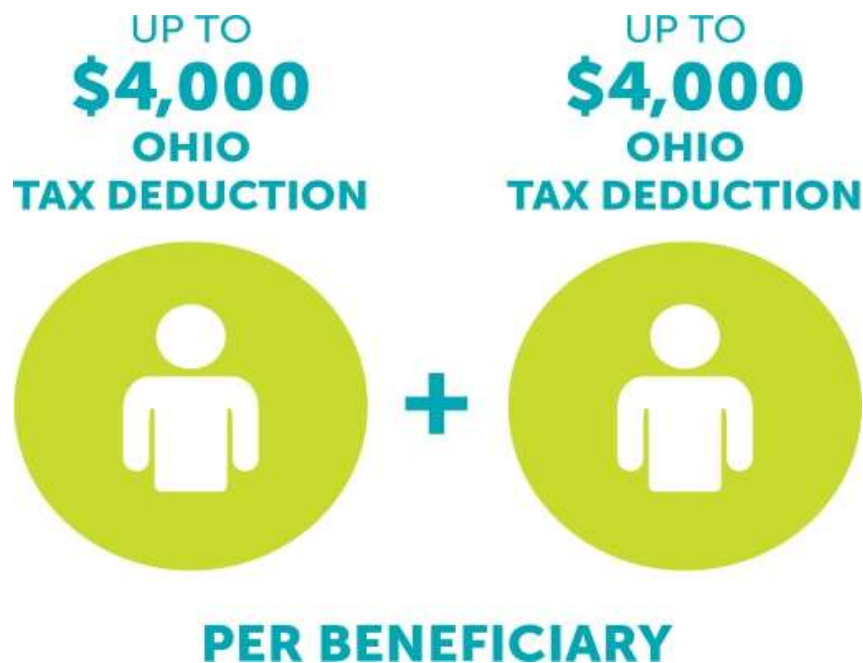 UP TO
$4,000
OHIO
TAX DEDUCTION
UP TO
$4,000
OHIO
TAX DEDUCTION
+
PER BENEFICIARY